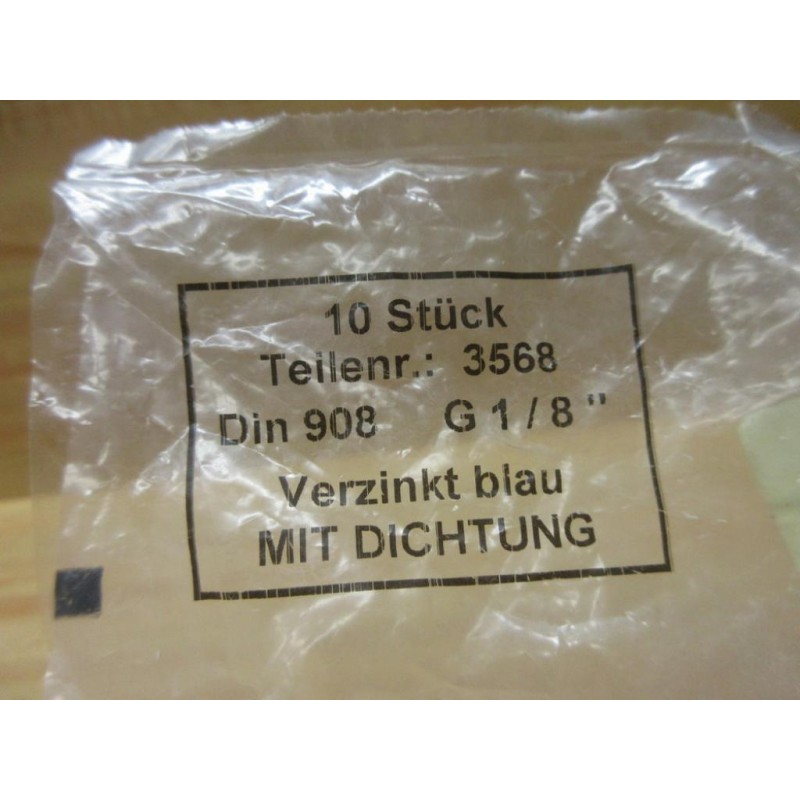 10 Stück
Teilenr.: 3568
Din 908 G 1 / 8 "
Verzinkt blau
MIT DICHTUNG